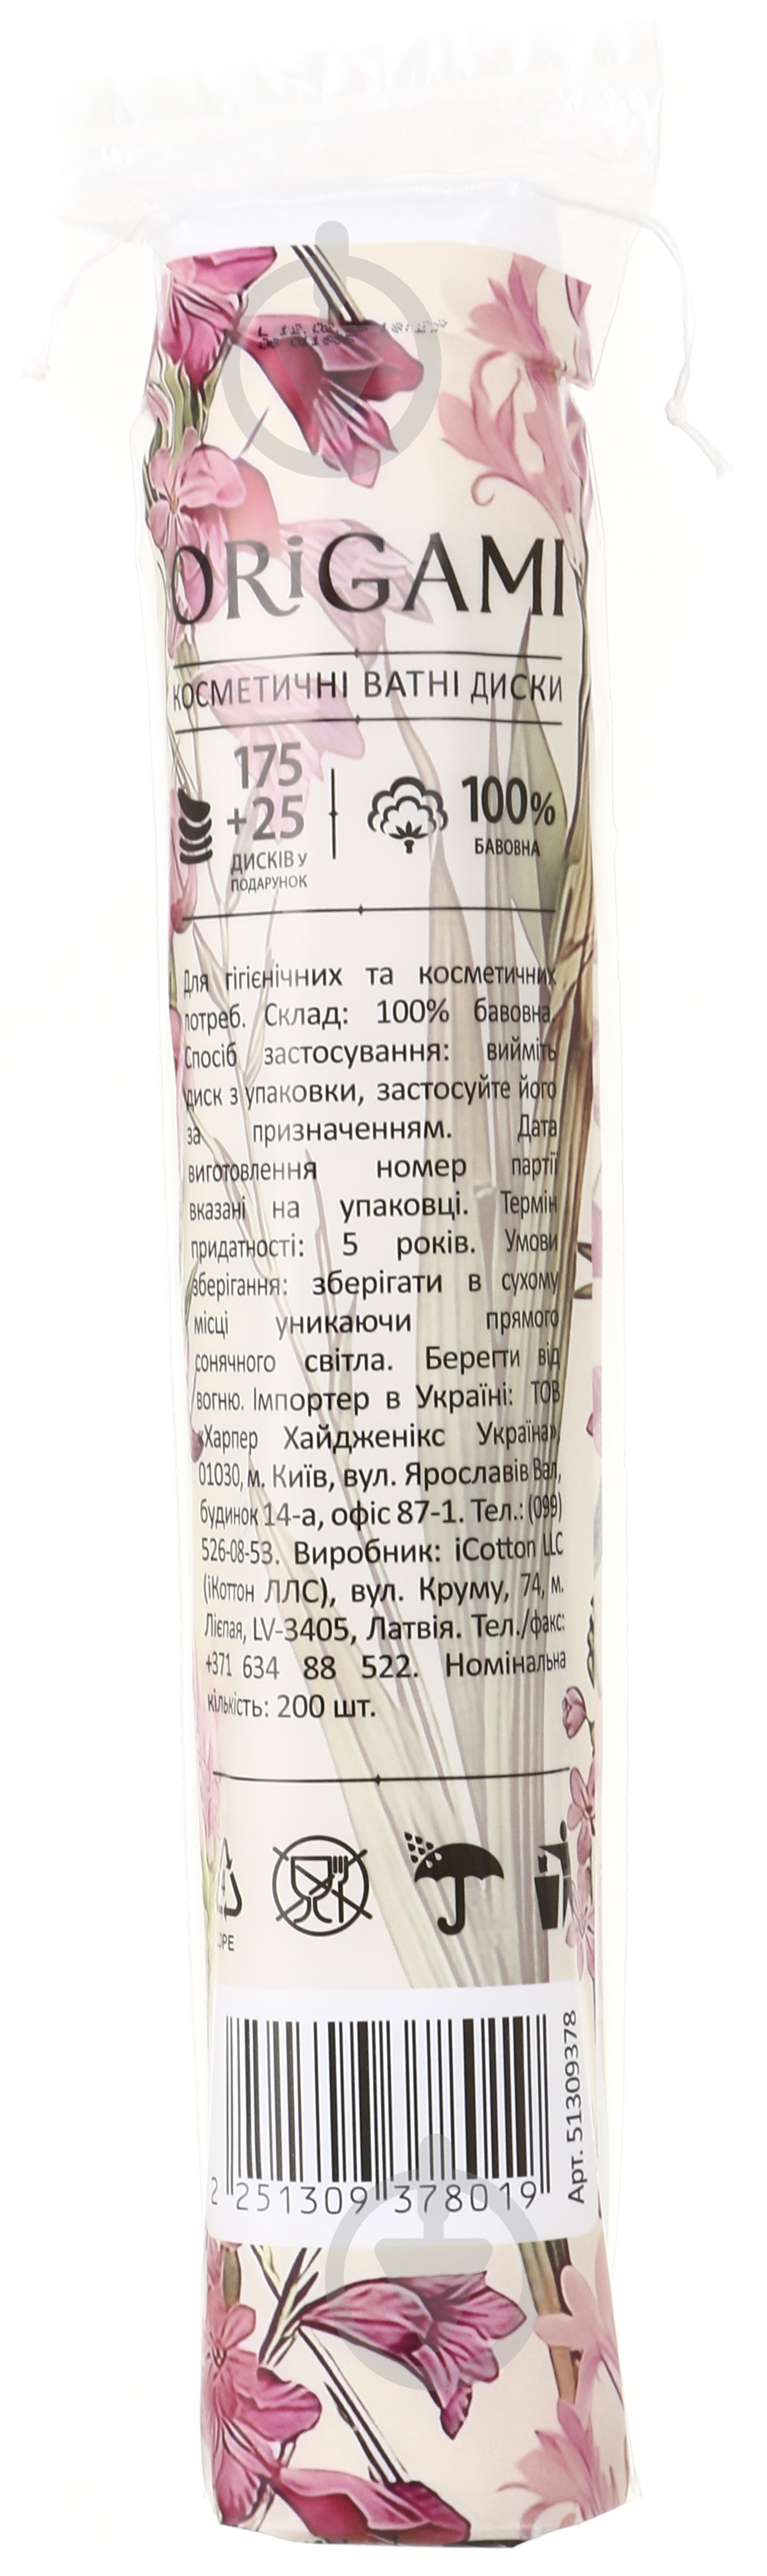 ORiGAMI
КОСМЕТИЧНІ ВАТНІ ДИСКИ
175
+25
ДИСКІВ У
ПОДАРУНОК
100%
БАВОВНА
Для гігієнічних та косметичних
потреб. Склад: 100% бавовна.
Спосіб застосування: вийміть
диск з упаковки, застосуйте його
за призначенням. Дата
виготовлення номер партії
вказані на упаковці. Термін
придатності: 5 років. Умови
зберігання: зберігати в сухому
місці уникаючи прямого
сонячного світла. Берегти від
вогню. Імпортер в Україні: ТОВ
«Харпер Хайдженікс Україна»,
01030, м. Київ, вул. Ярославів Вал,
будинок 14-а, офіс 87-1. Тел.: (099)
526-08-53. Виробник: iCotton LLC
(іКоттон ЛЛС), вул. Круму, 74, м.
Лієпая, LV-3405, Латвія. Тел./факс:
+371 634 88 522. Номінальна
кількість: 200 шт.
2 251309 378019
Арт. 51309378